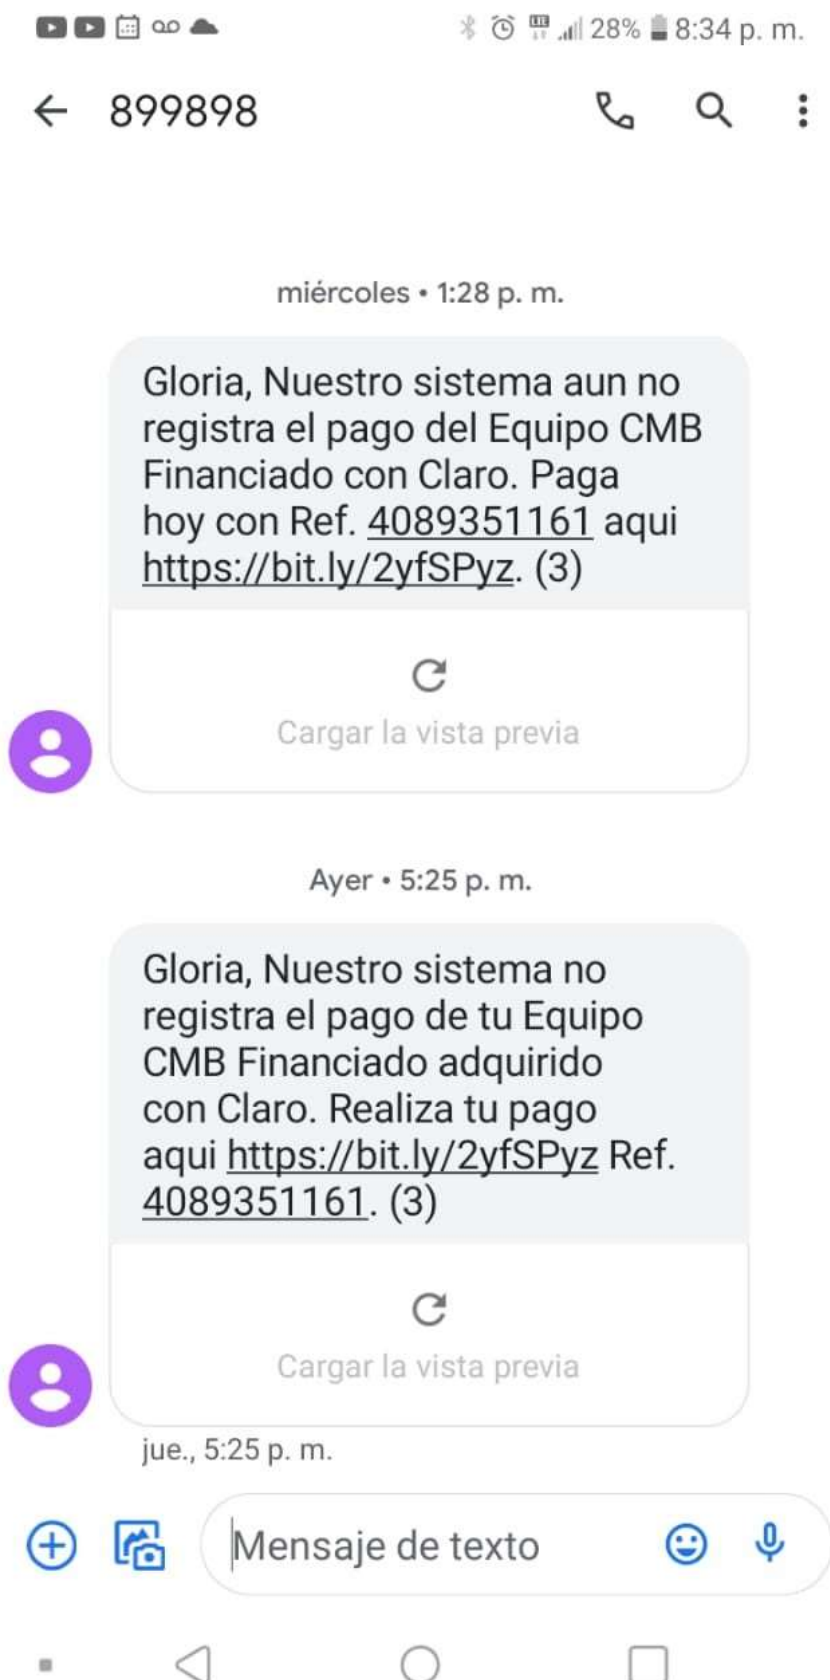 28% 8:34 p. m.
899898
miércoles • 1:28 p. m.
Gloria, Nuestro sistema aun no
registra el pago del Equipo CMB
Financiado con Claro. Paga
hoy con Ref. 4089351161 aqui
https://bit.ly/2yfSPyz. (3)
Cargar la vista previa
Ayer • 5:25 p. m.
Gloria, Nuestro sistema no
registra el pago de tu Equipo
CMB Financiado adquirido
con Claro. Realiza tu pago
aqui https://bit.ly/2yfSPyz Ref.
4089351161. (3)
Cargar la vista previa
jue., 5:25 p. m.
Mensaje de texto